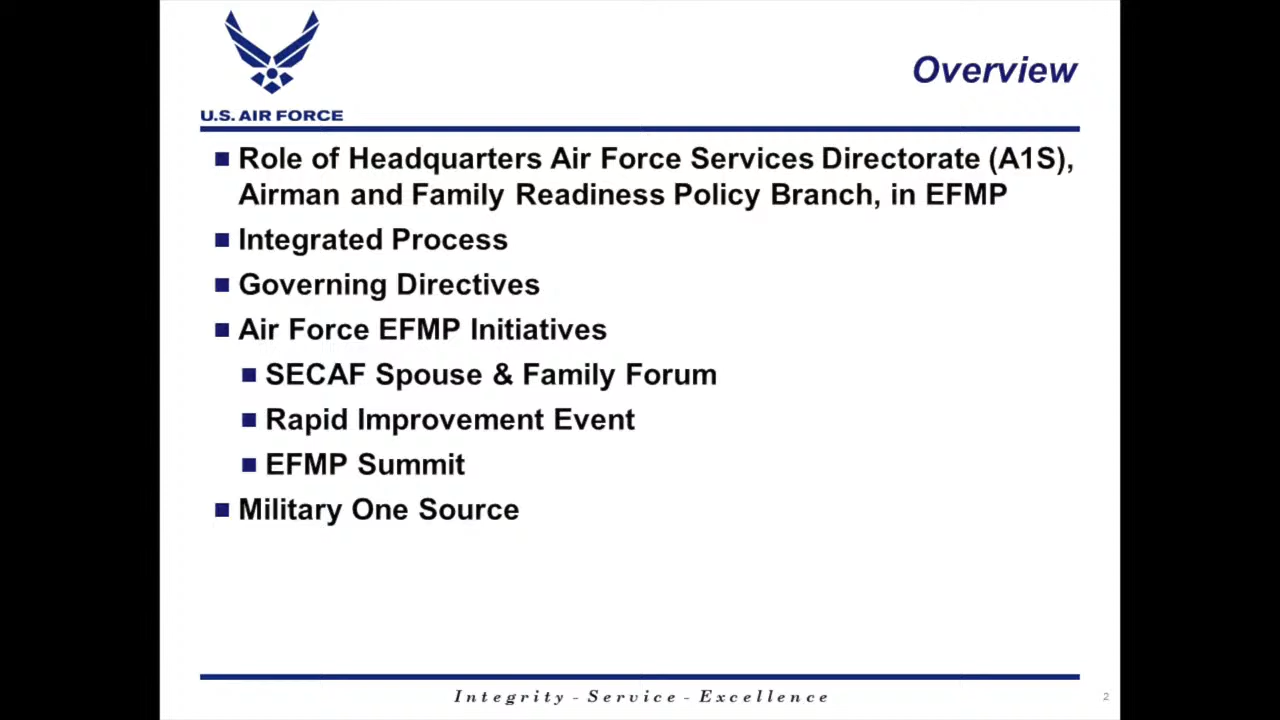 U.S. AIR FORCE
Overview
Role of Headquarters Air Force Services Directorate (A1S),
Airman and Family Readiness Policy Branch, in EFMP
Integrated Process
Governing Directives
Air Force EFMP Initiatives
SECAF Spouse & Family Forum
Rapid Improvement Event
EFMP Summit
Military One Source
Integrity - Service - Excellence
2